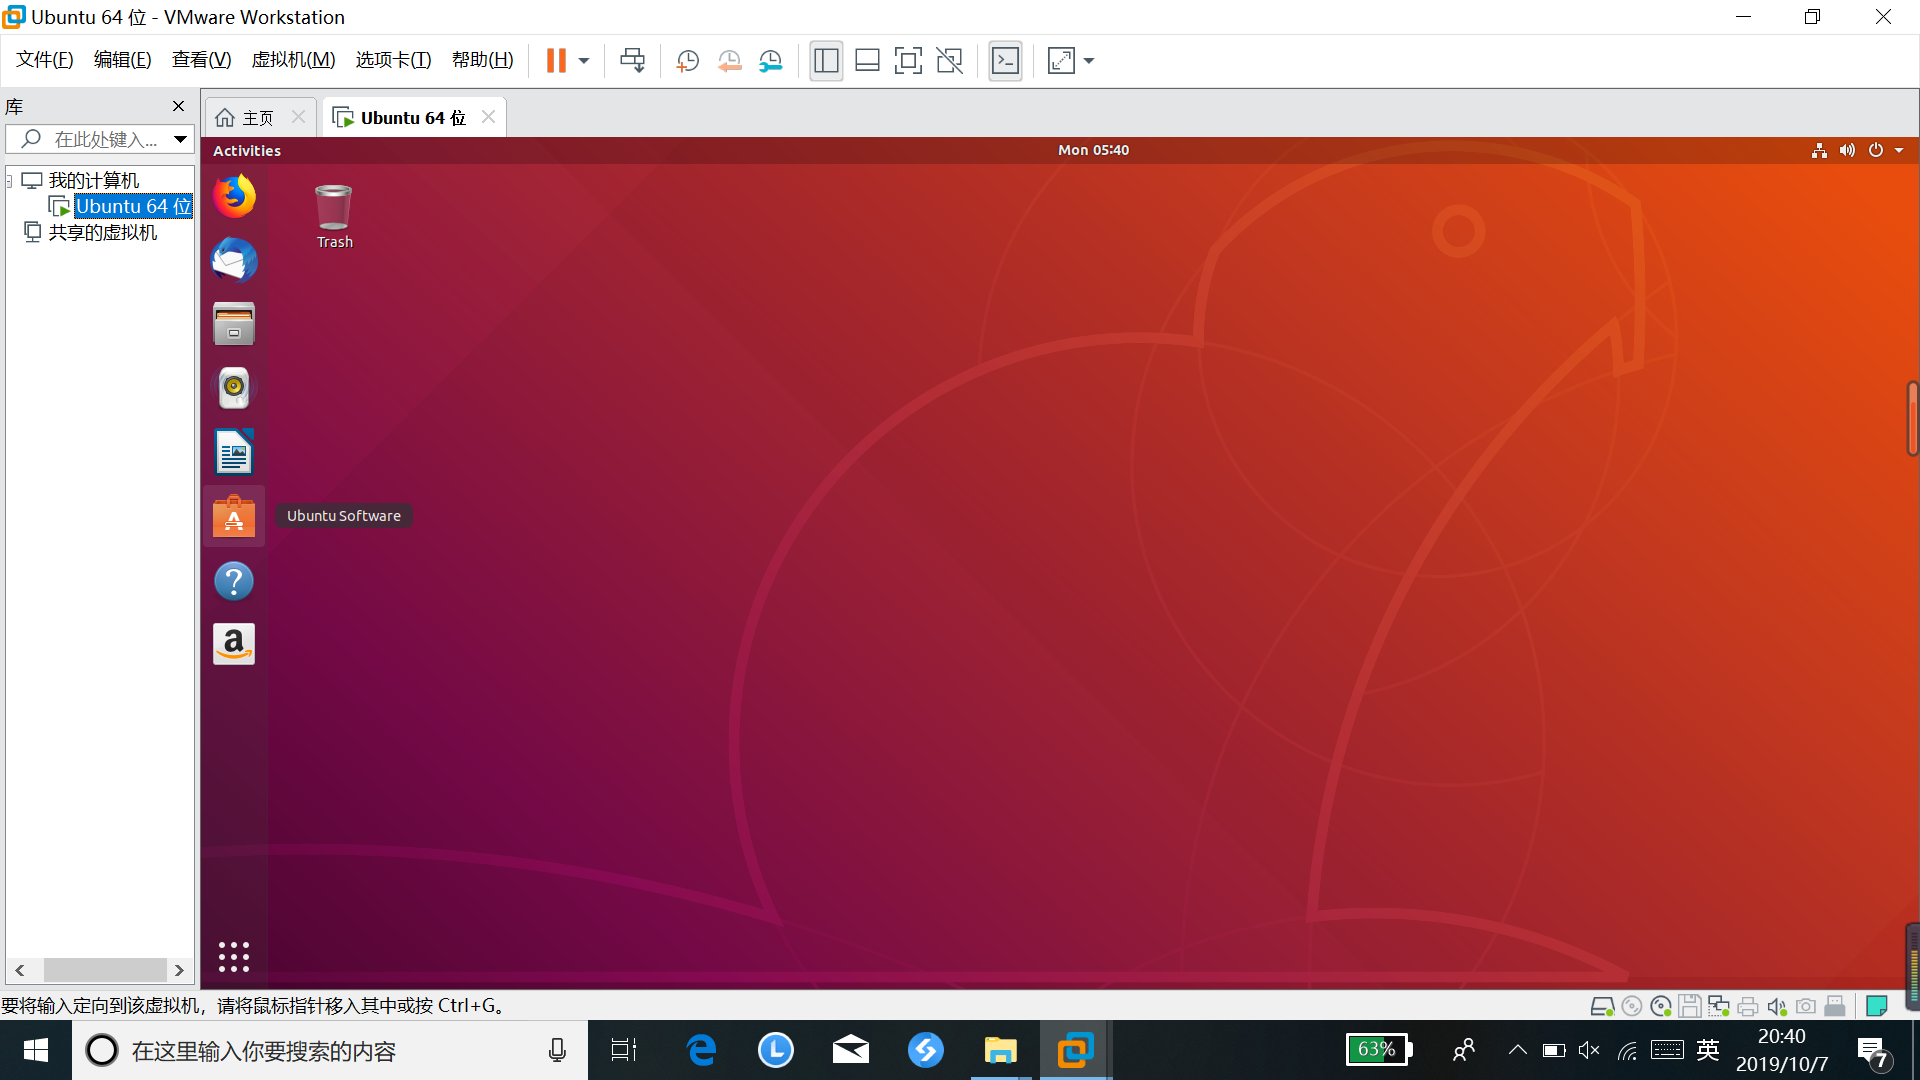 Ubuntu 64 位 - VMware Workstation
文件(F) 编辑(E) 查看(V) 虚拟机(M) 选项卡(T) 帮助(H)
库
在此处键入...
我的计算机
Ubuntu 64 位
共享的虚拟机
主页
Ubuntu 64 位
Activities
Mon 05:40
Trash
Ubuntu Software
要将输入定向到该虚拟机，请将鼠标指针移入其中或按 Ctrl+G。
在这里输入你要搜索的内容
63%
英
20:40
2019/10/7
7